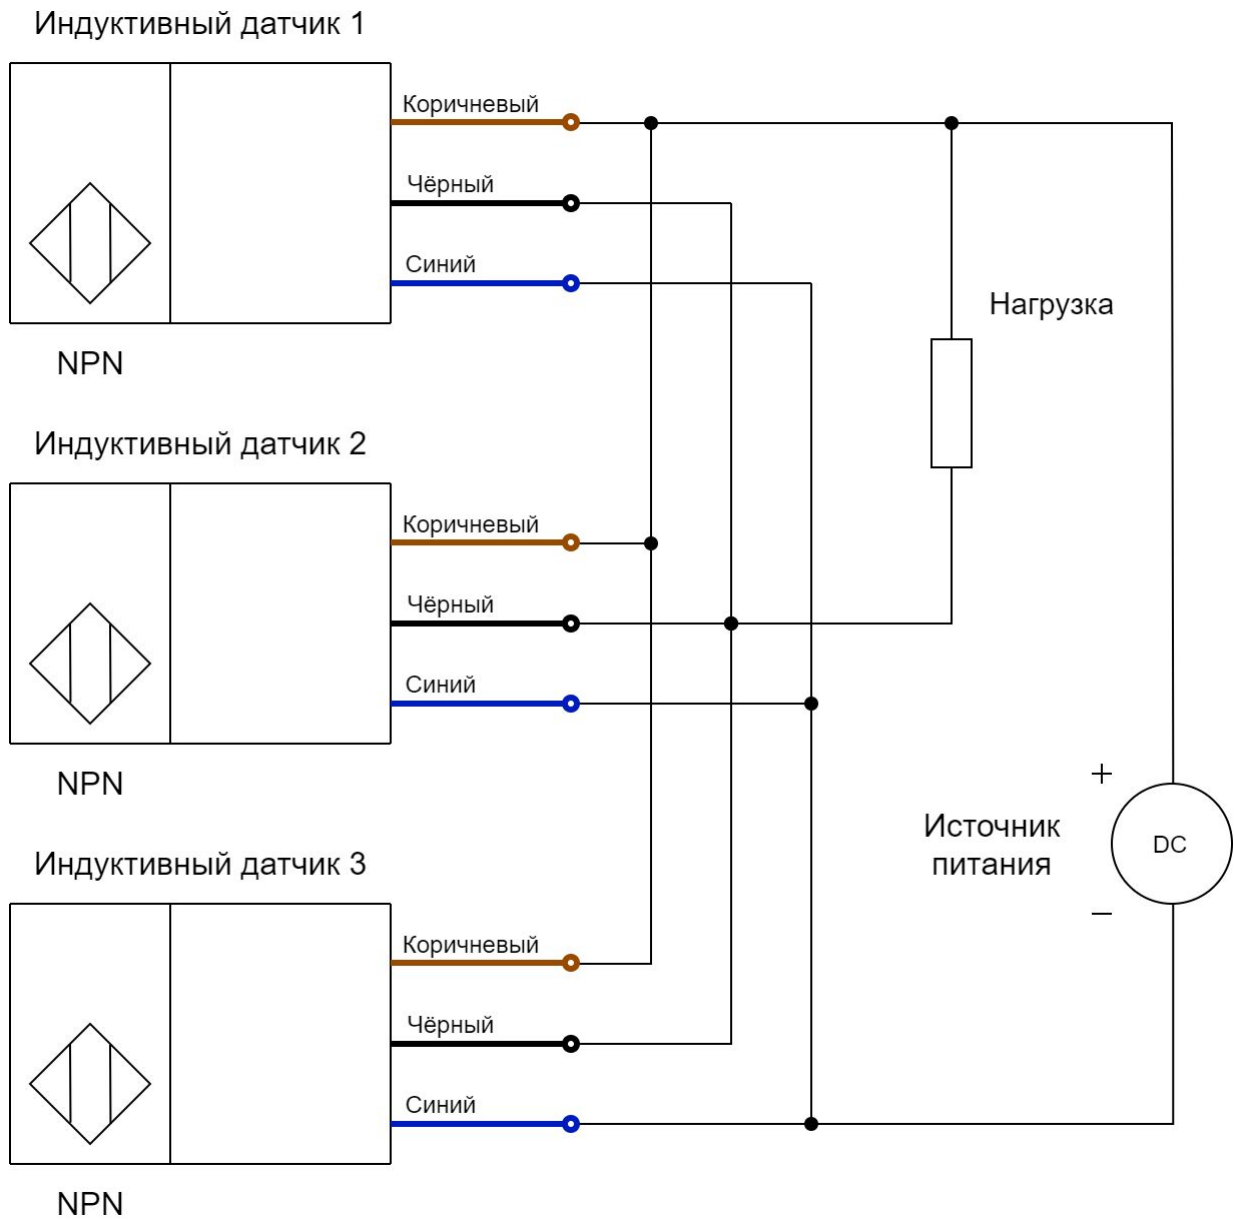 Индуктивный датчик 1
Коричневый
Чёрный
Синий
NPN
Нагрузка
Индуктивный датчик 2
Коричневый
Чёрный
Синий
NPN
+
Источник
питания
DC
−
Индуктивный датчик 3
Коричневый
Чёрный
Синий
NPN